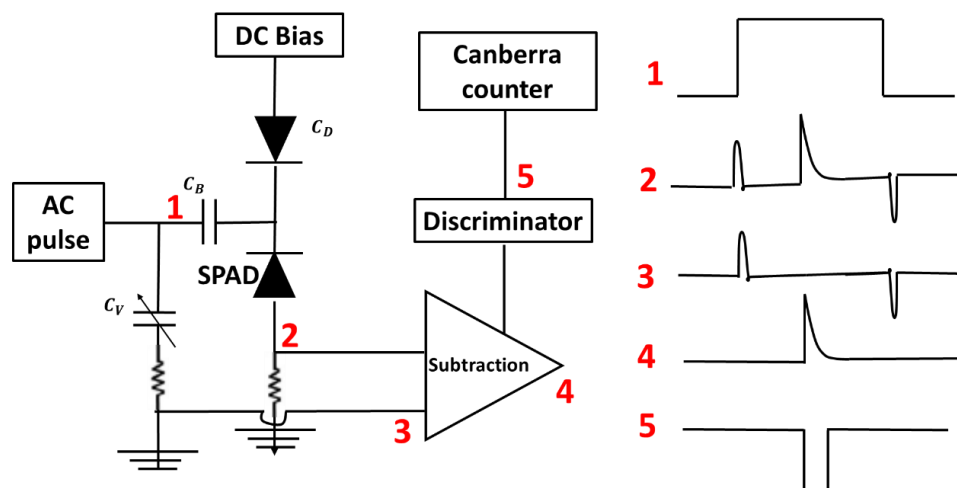 DC Bias
Canberra
counter
1
C_D
C_B
2
5
1
AC
pulse
Discriminator
SPAD
3
C_V
2
Subtraction
4
4
3
5